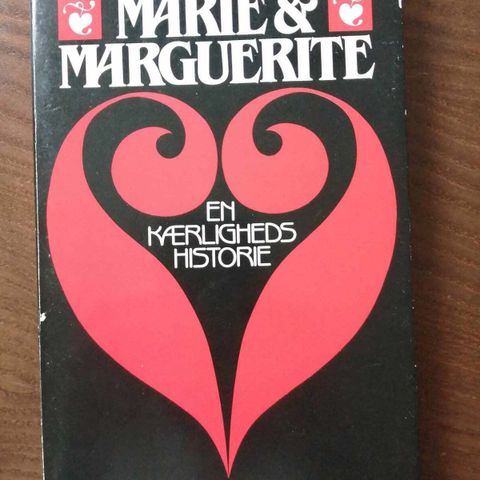 MARIE &
MARGUERITE
EN
KÆRLIGHEDS
HISTORIE